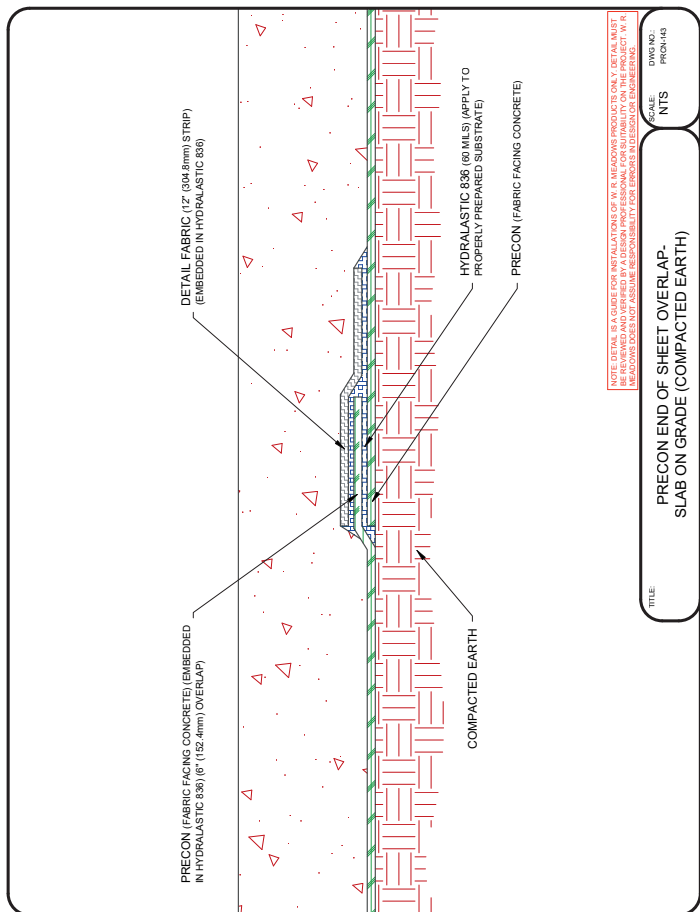 PRECON (FABRIC FACING CONCRETE) (EMBEDDED
IN HYDRALASTIC 836) (6" (152.4mm) OVERLAP)
DETAIL FABRIC (12" (304.8mm) STRIP)
(EMBEDDED IN HYDRALASTIC 836)
COMPACTED EARTH
HYDRALASTIC 836 (60 MILS) (APPLY TO
PROPERLY PREPARED SUBSTRATE)
PRECON (FABRIC FACING CONCRETE)
NOTE: DETAIL IS A GUIDE FOR INSTALLATIONS OF W. R. MEADOWS PRODUCTS ONLY. DETAIL MUST
BE REVIEWED AND VERIFIED BY A DESIGN PROFESSIONAL FOR SUITABILITY ON THE PROJECT. W. R.
MEADOWS DOES NOT ASSUME RESPONSIBILITY FOR ERRORS IN DESIGN OR ENGINEERING.
TITLE:
PRECON END OF SHEET OVERLAP-
SLAB ON GRADE (COMPACTED EARTH)
SCALE:
NTS
DWG NO.:
PRCN-143